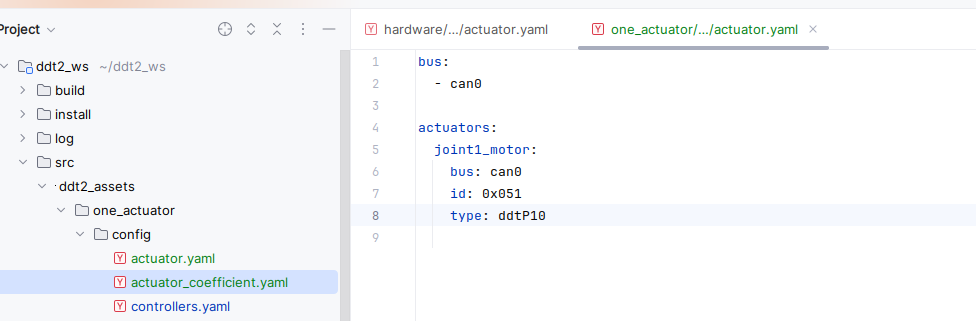 Project
hardware/.../actuator.yaml
one_actuator/.../actuator.yaml
ddt2_ws ~/ddt2_ws
build
install
log
src
ddt2_assets
one_actuator
config
actuator.yaml
actuator_coefficient.yaml
controllers.yaml
1 bus:
2 - can0
3
4 actuators:
5 joint1_motor:
6 bus: can0
7 id: 0x051
8 type: ddtP10
9